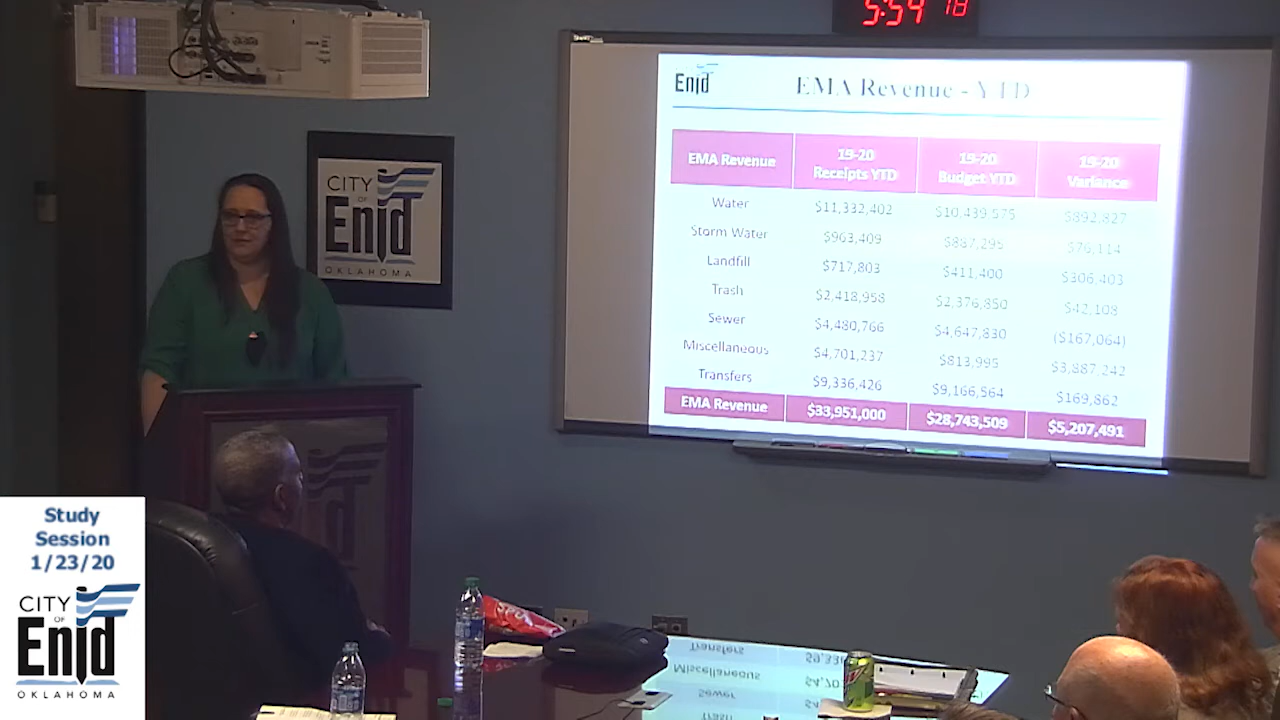 5:54 18
Enid
EMA Revenue - YTD
EMA Revenue 19-20 Receipts YTD 19-20 Budget YTD 19-20 Variance
Water $11,332,402 $10,439,575 $892,827
Storm Water $963,409 $887,295 $76,114
Landfill $717,803 $411,400 $306,403
Trash $2,418,958 $2,376,850 $42,108
Sewer $4,480,766 $4,647,830 ($167,064)
Miscellaneous $4,701,237 $813,995 $3,887,242
Transfers $9,336,426 $9,166,564 $169,862
EMA Revenue $33,951,000 $28,743,509 $5,207,491
CITY
OF
Enid
OKLAHOMA
Enid
Study
Session
1/23/20
CITY
OF
Enid
OKLAHOMA
Transfers
Miscellaneous
Sewer
Trash